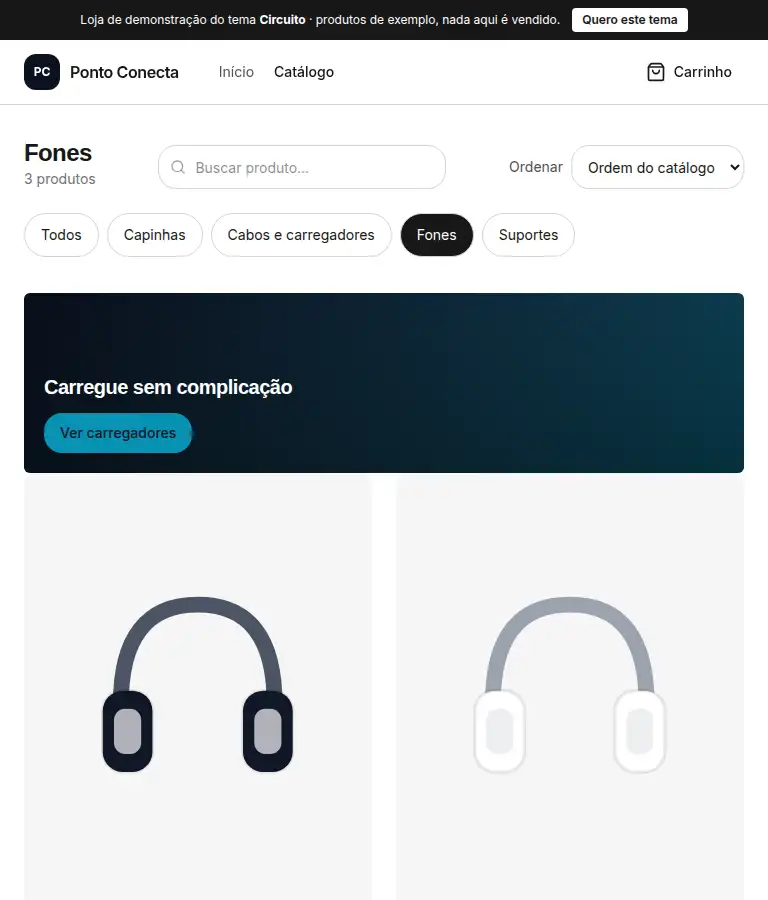 Loja de demonstração do tema Circuito · produtos de exemplo, nada aqui é vendido. Quero este tema
PC Ponto Conecta Início Catálogo Carrinho
Fones
3 produtos
Buscar produto...
Ordenar Ordem do catálogo
Todos Capinhas Cabos e carregadores Fones Suportes
Carregue sem complicação
Ver carregadores